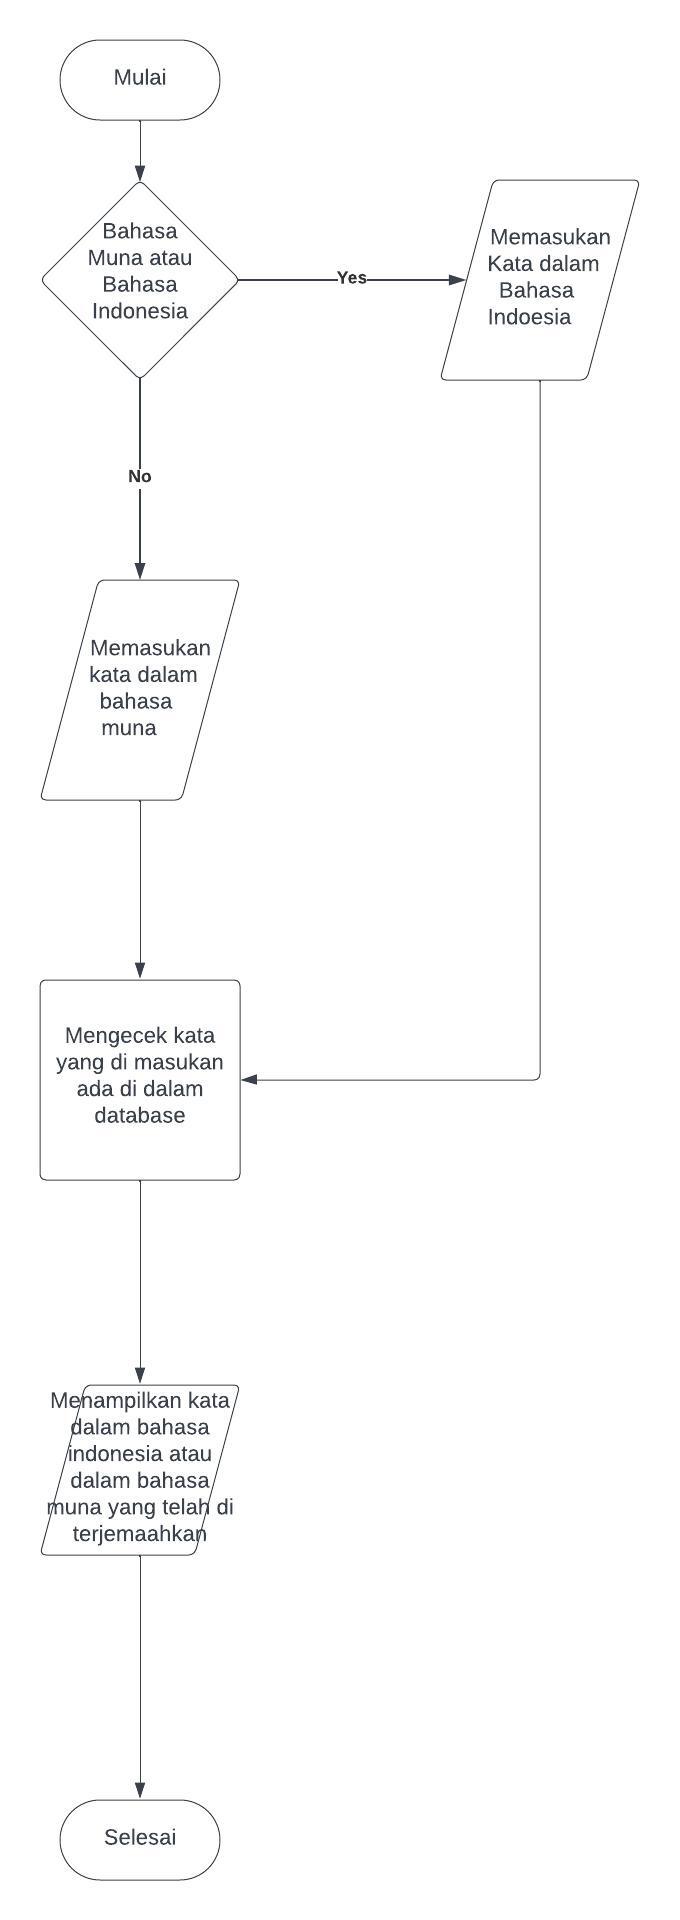 Mulai
Bahasa
Muna atau
Bahasa
Indonesia
Yes
Memasukan
Kata dalam
Bahasa
Indoesia
No
Memasukan
kata dalam
bahasa
muna
Mengecek kata
yang di masukan
ada di dalam
database
Menampilkan kata
dalam bahasa
indonesia atau
dalam bahasa
muna yang telah di
terjemaahkan
Selesai